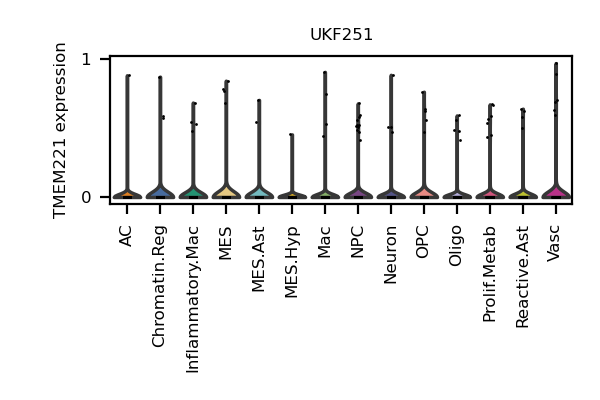 UKF251
TMEM221 expression
1
0
AC
Chromatin.Reg
Inflammatory.Mac
MES
MES.Ast
MES.Hyp
Mac
NPC
Neuron
OPC
Oligo
Prolif.Metab
Reactive.Ast
Vasc